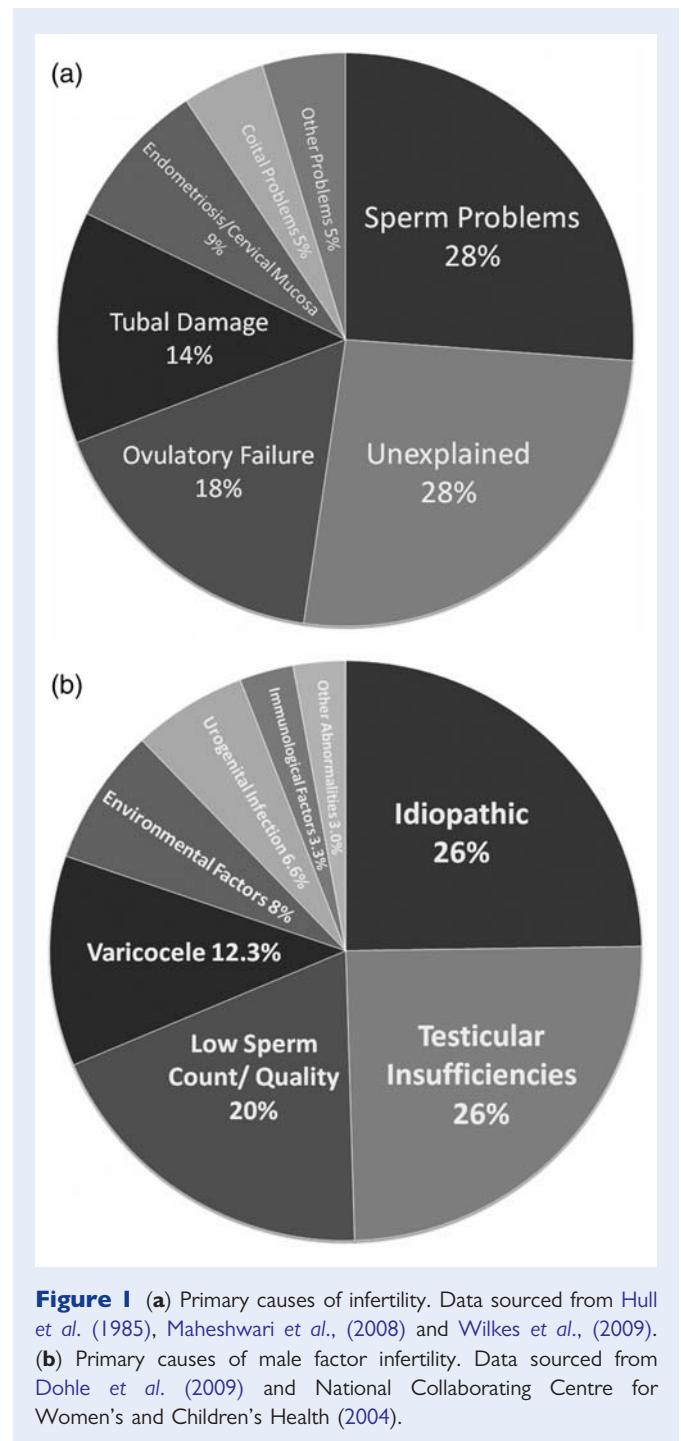 (a)
Sperm Problems
28%
Unexplained
28%
Ovulatory Failure
18%
Tubal Damage
14%
Endometriosis/Cervical Mucosa
9%
Coital Problems 5%
Other Problems 5%
(b)
Idiopathic
26%
Testicular
Insufficiencies
26%
Low Sperm
Count/ Quality
20%
Varicocele 12.3%
Environmental Factors 8%
Urogenital Infection 6.6%
Immunological Factors 3.3%
Other Abnormalities 3.0%
Figure 1 (a) Primary causes of infertility. Data sourced from Hull
et al. (1985), Maheshwari et al., (2008) and Wilkes et al., (2009).
(b) Primary causes of male factor infertility. Data sourced from
Dohle et al. (2009) and National Collaborating Centre for
Women's and Children's Health (2004).